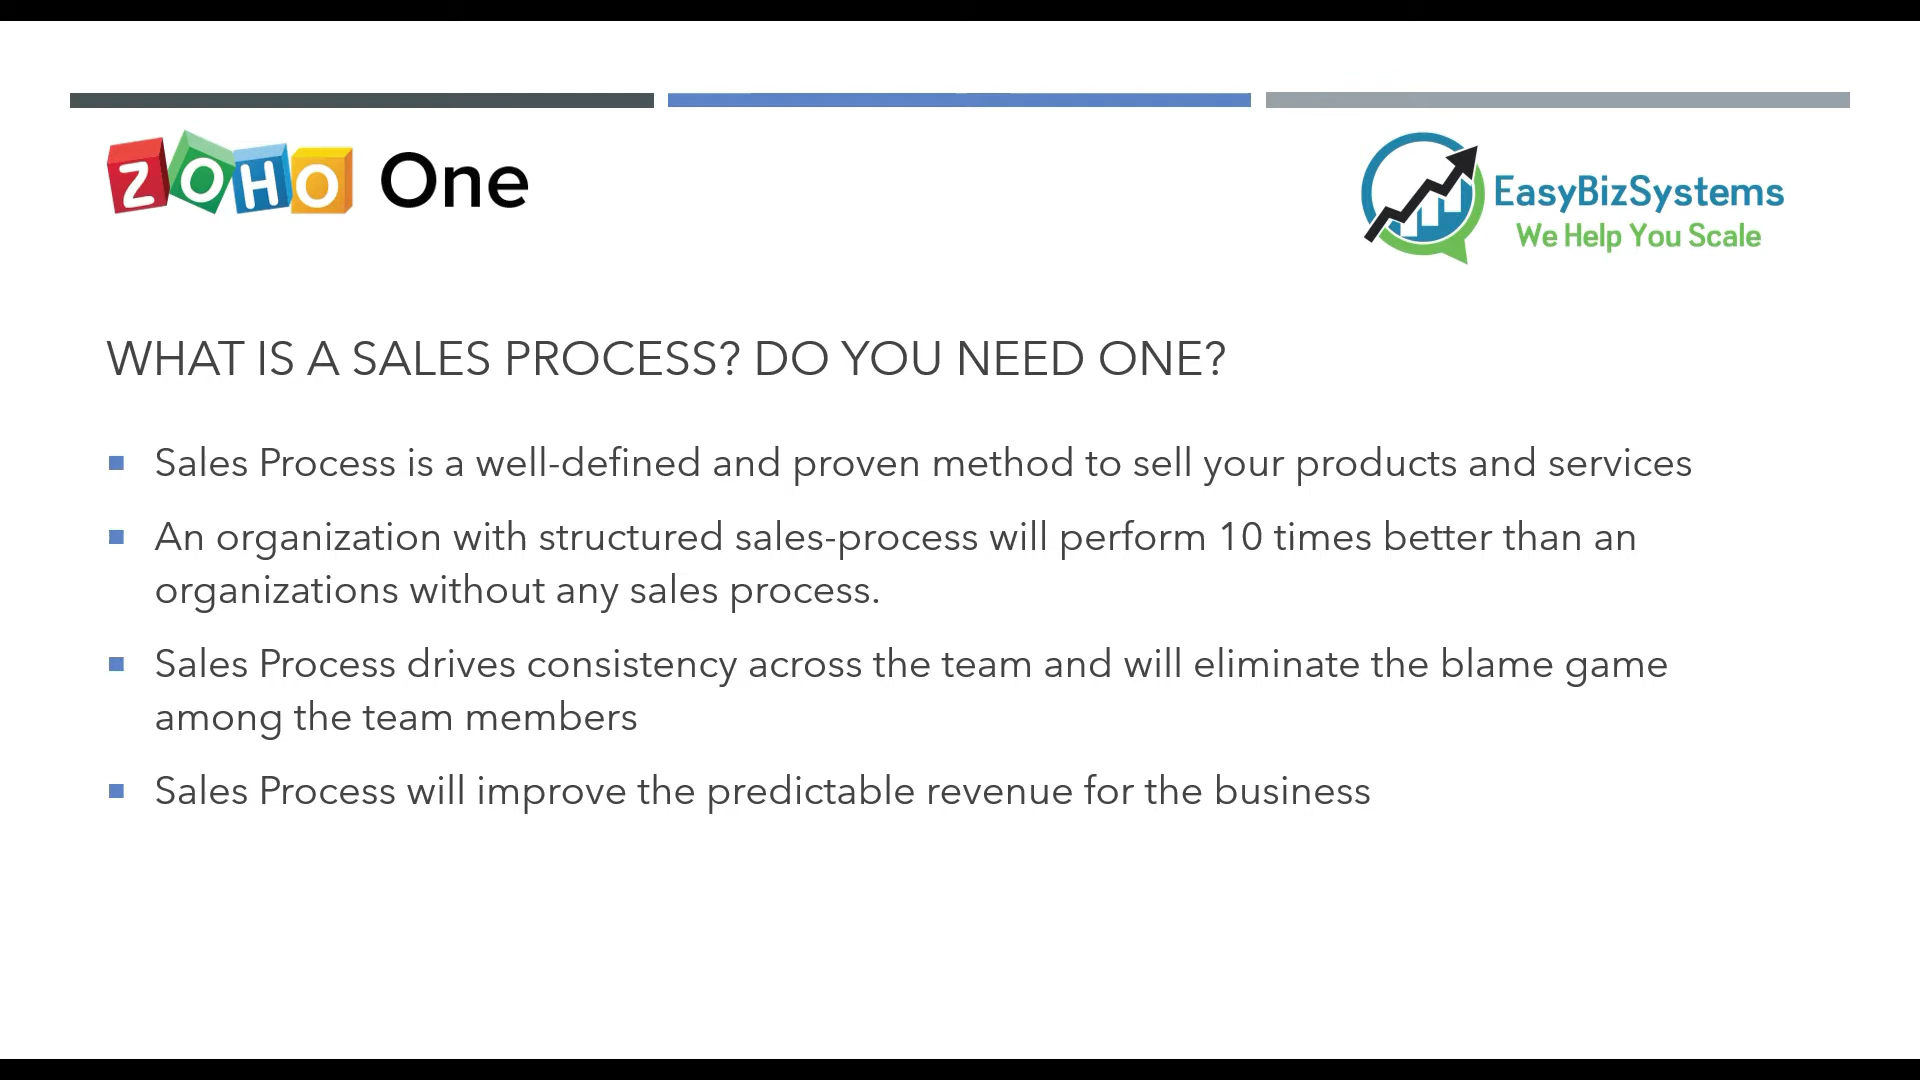 ZOHO One
EasyBizSystems
We Help You Scale
WHAT IS A SALES PROCESS? DO YOU NEED ONE?
Sales Process is a well-defined and proven method to sell your products and services
An organization with structured sales-process will perform 10 times better than an
organizations without any sales process.
Sales Process drives consistency across the team and will eliminate the blame game
among the team members
Sales Process will improve the predictable revenue for the business